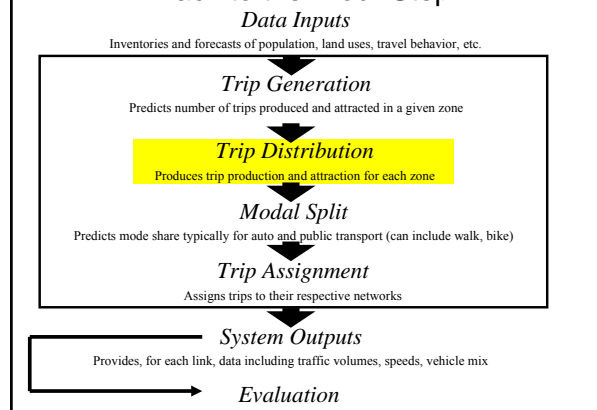 Data Inputs
Inventories and forecasts of population, land uses, travel behavior, etc.
Trip Generation
Predicts number of trips produced and attracted in a given zone
Trip Distribution
Produces trip production and attraction for each zone
Modal Split
Predicts mode share typically for auto and public transport (can include walk, bike)
Trip Assignment
Assigns trips to their respective networks
System Outputs
Provides, for each link, data including traffic volumes, speeds, vehicle mix
Evaluation